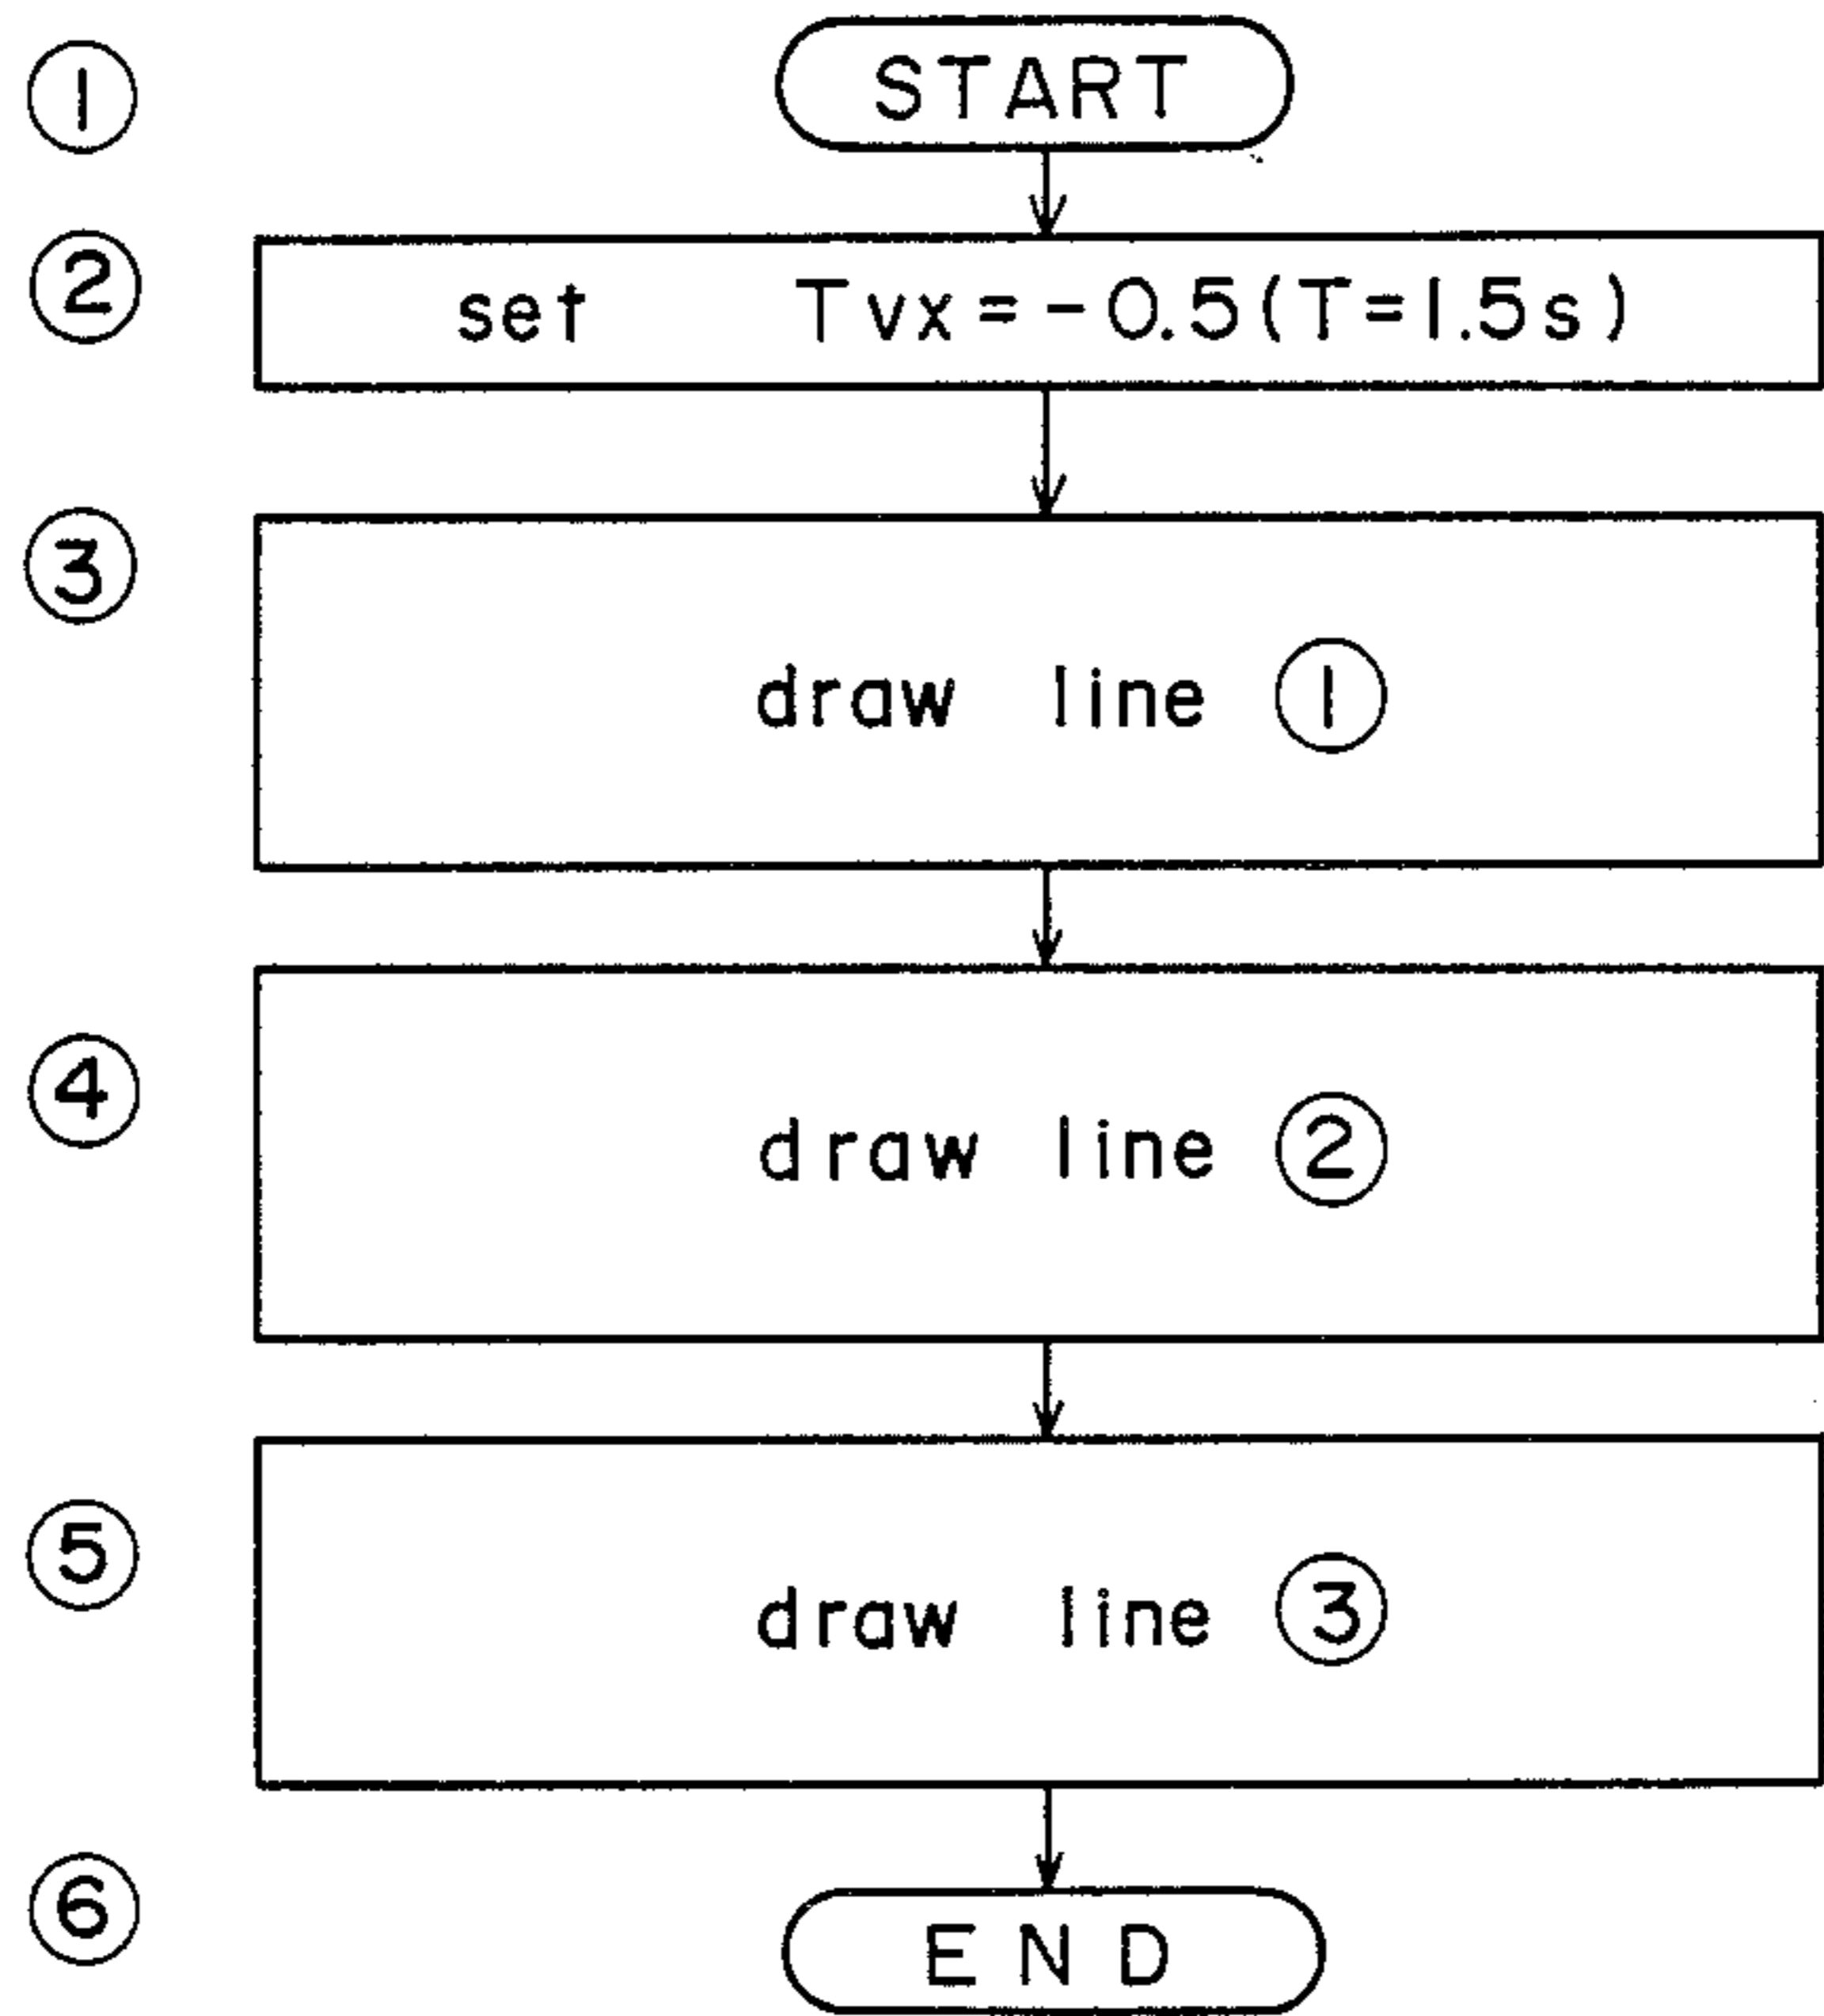 ① START
② set Tvx=-0.5(T=1.5s)
③
draw line ①
④
draw line ②
⑤
draw line ③
⑥
END